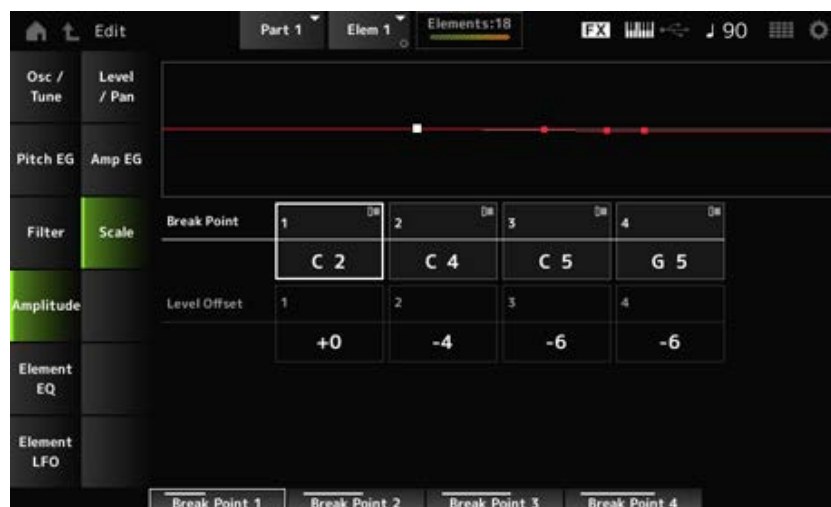 Edit Part 1 Elem 1 Elements:18 FX ♩ 90
Osc / Tune
Level / Pan
Pitch EG
Amp EG
Filter
Scale
Amplitude
Element EQ
Element LFO
Break Point 1 2 3 4
C 2 C 4 C 5 G 5
Level Offset 1 2 3 4
+0 -4 -6 -6
Break Point 1 Break Point 2 Break Point 3 Break Point 4